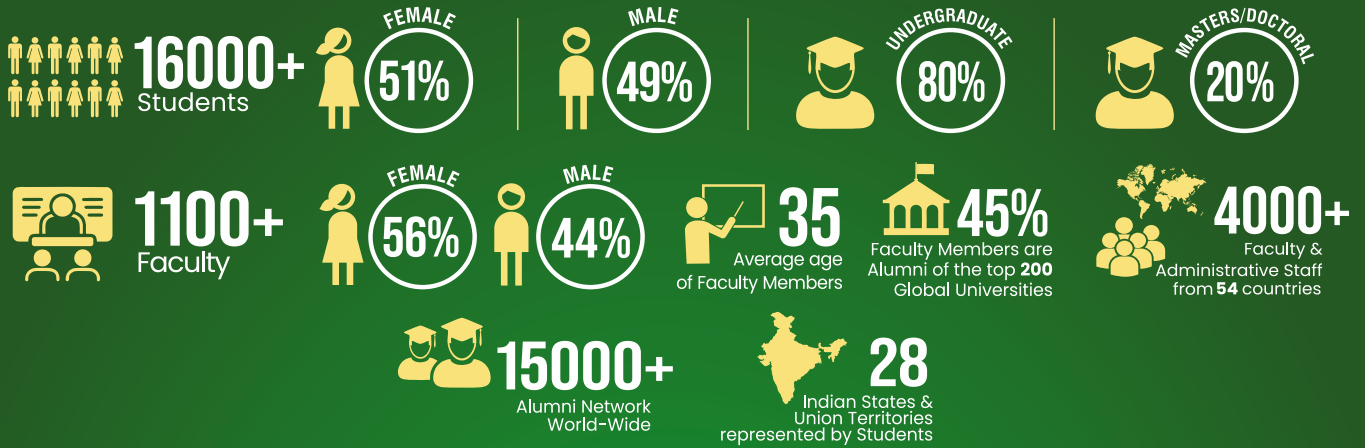 16000+
Students
FEMALE
51%
MALE
49%
UNDERGRADUATE
80%
MASTERS/DOCTORAL
20%
1100+
Faculty
FEMALE
56%
MALE
44%
35
Average age
of Faculty Members
45%
Faculty Members are
Alumni of the top 200
Global Universities
4000+
Faculty &
Administrative Staff
from 54 countries
15000+
Alumni Network
World-Wide
28
Indian States &
Union Territories
represented by Students